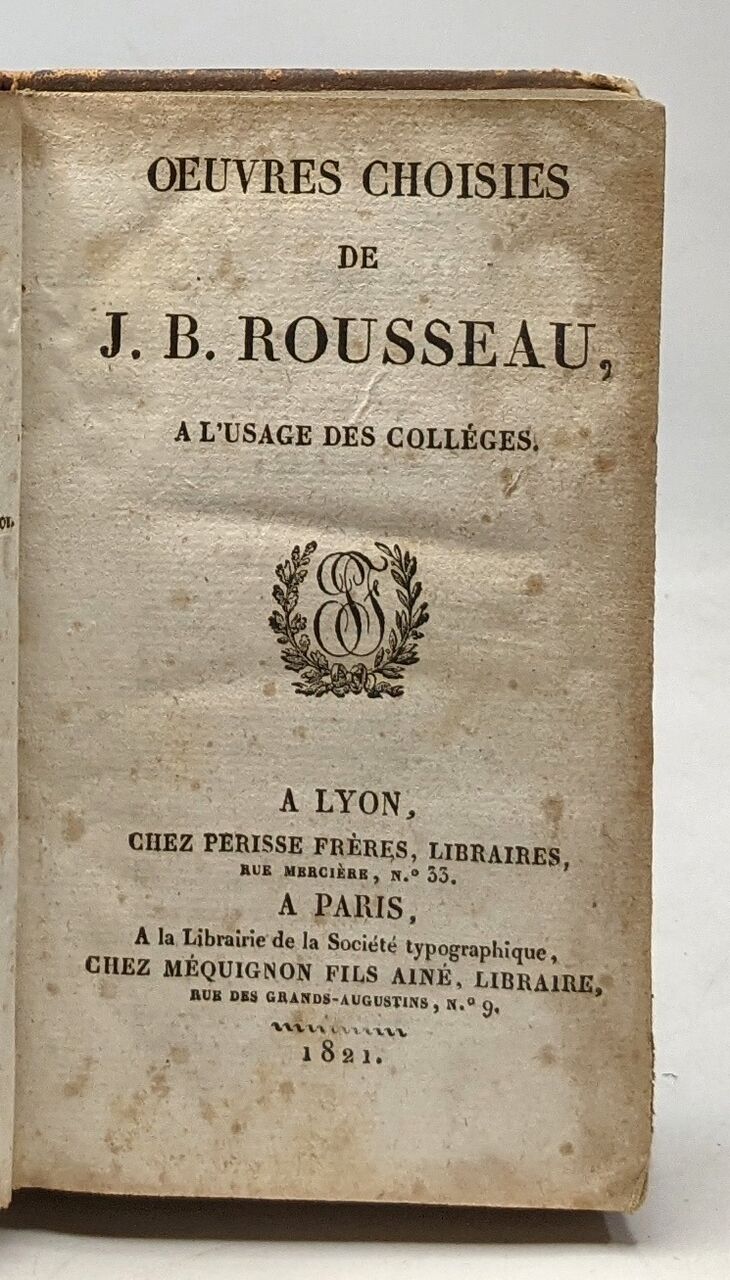 OEUVRES CHOISIES
DE
J. B. ROUSSEAU,
A L'USAGE DES COLLÉGES.
A LYON,
CHEZ PERISSE FRÈRES, LIBRAIRES,
RUE MERCIÈRE, N.º 33.
A PARIS,
A la Librairie de la Société typographique,
CHEZ MÉQUIGNON FILS AINÉ, LIBRAIRE,
RUE DES GRANDS-AUGUSTINS, N.º 9.
1821.